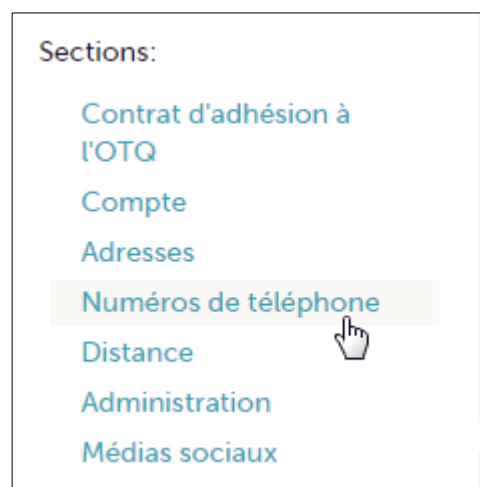 Sections:
Contrat d'adhésion à
l'OTQ
Compte
Adresses
Numéros de téléphone
Distance
Administration
Médias sociaux